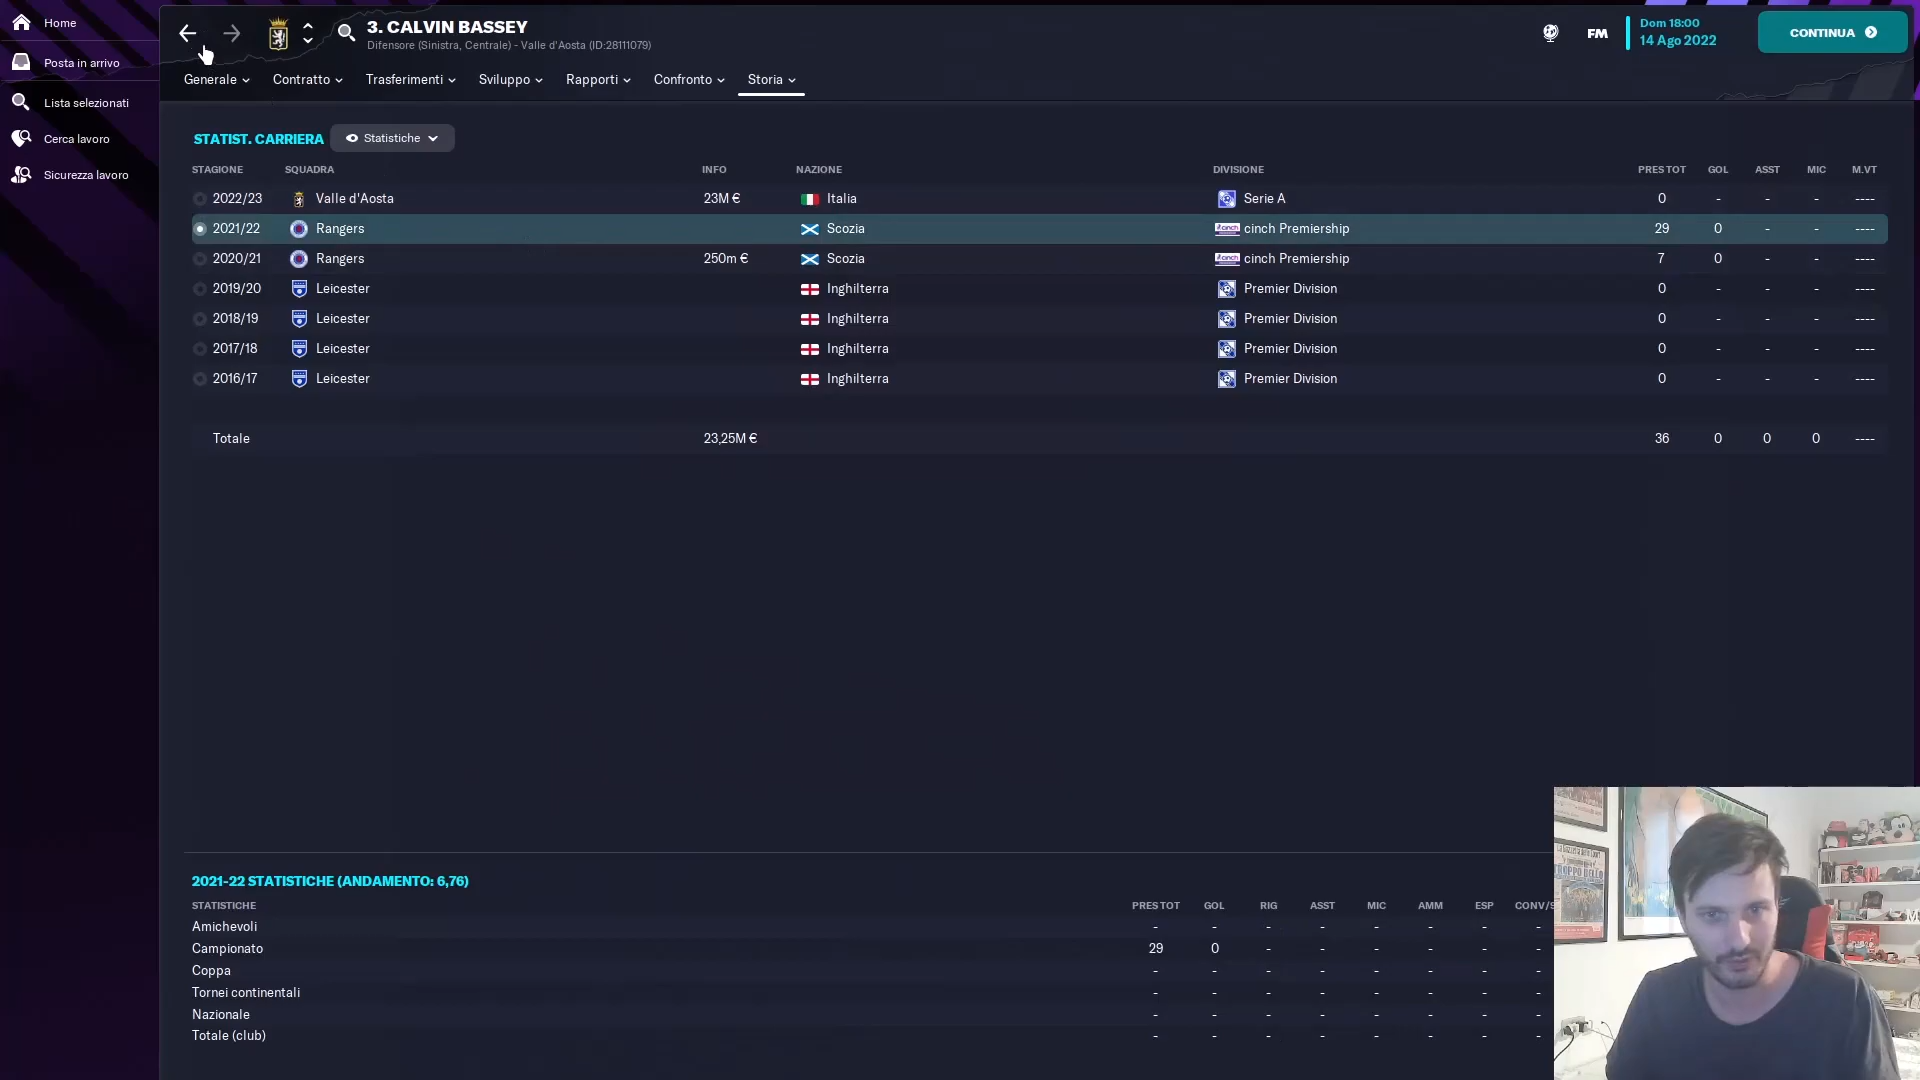 Home
Posta in arrivo
Lista selezionati
Cerca lavoro
Sicurezza lavoro
3. CALVIN BASSEY
Difensore (Sinistra, Centrale) - Valle d'Aosta (ID:28111079)
FM
Dom 18:00
14 Ago 2022
CONTINUA
Generale Contratto Trasferimenti Sviluppo Rapporti Confronto Storia
STATIST. CARRIERA Statistiche
STAGIONE SQUADRA INFO NAZIONE DIVISIONE PRES TOT GOL ASST MIC M.VT
2022/23 Valle d'Aosta 23M € Italia Serie A 0 - - - ----
2021/22 Rangers Scozia cinch cinch Premiership 29 0 - - ----
2020/21 Rangers 250m € Scozia cinch cinch Premiership 7 0 - - ----
2019/20 Leicester Inghilterra Premier Division 0 - - - ----
2018/19 Leicester Inghilterra Premier Division 0 - - - ----
2017/18 Leicester Inghilterra Premier Division 0 - - - ----
2016/17 Leicester Inghilterra Premier Division 0 - - - ----
Totale 23,25M € 36 0 0 0 ----
2021-22 STATISTICHE (ANDAMENTO: 6,76)
STATISTICHE PRES TOT GOL RIG ASST MIC AMM ESP CONV/
Amichevoli - - - - - - - -
Campionato 29 0 - - - - - -
Coppa - - - - - - - -
Tornei continentali - - - - - - - -
Nazionale - - - - - - - -
Totale (club) - - - - - - - -
TROPPO BELLO